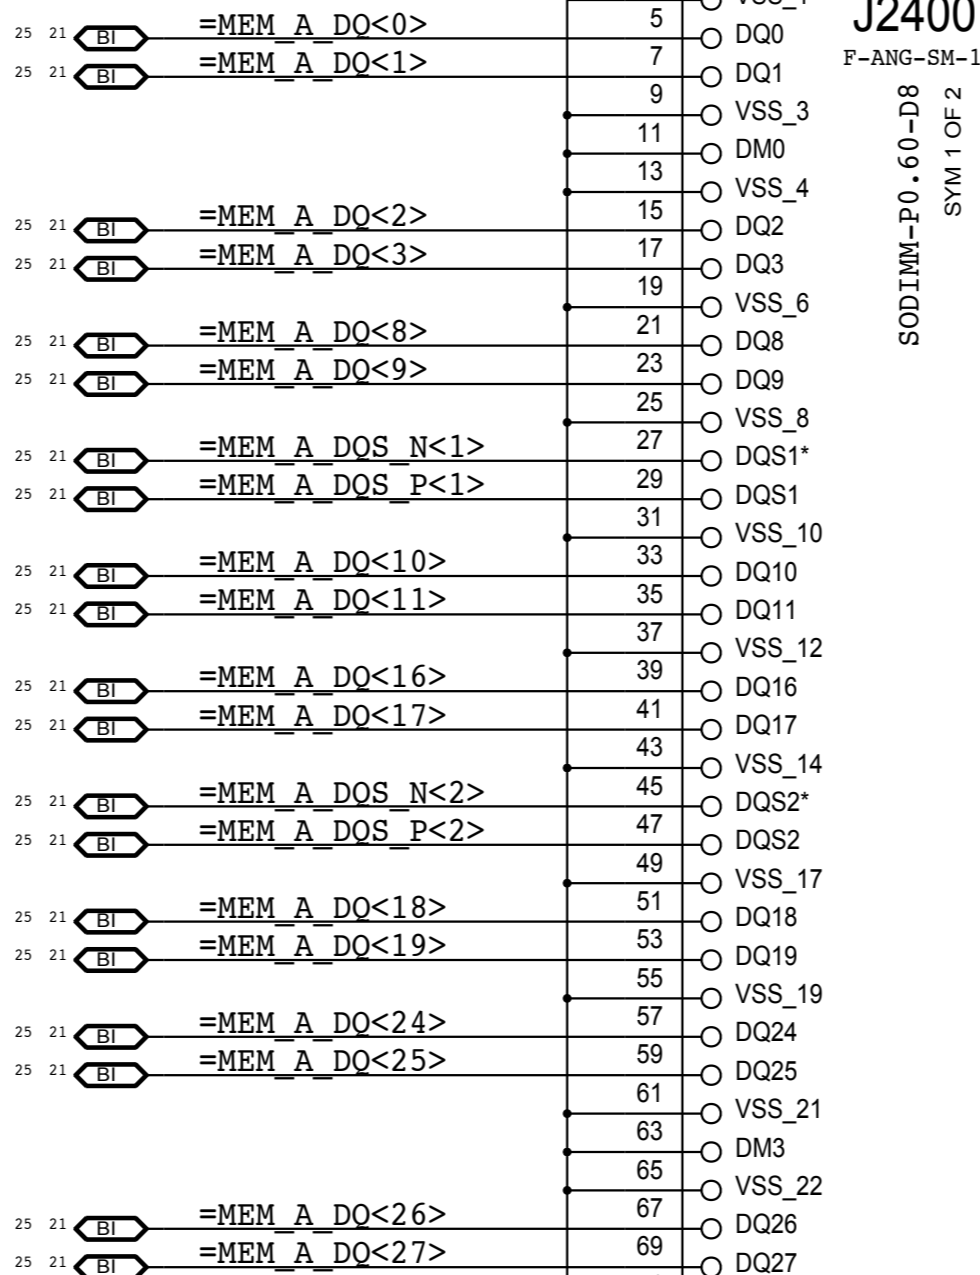 VSS_1
J2400
F-ANG-SM-1
SODIMM-P0.60-D8
SYM 1 OF 2
25 21 BI =MEM_A_DQ<0> 5 DQ0
25 21 BI =MEM_A_DQ<1> 7 DQ1
9 VSS_3
11 DM0
13 VSS_4
25 21 BI =MEM_A_DQ<2> 15 DQ2
25 21 BI =MEM_A_DQ<3> 17 DQ3
19 VSS_6
25 21 BI =MEM_A_DQ<8> 21 DQ8
25 21 BI =MEM_A_DQ<9> 23 DQ9
25 VSS_8
25 21 BI =MEM_A_DQS_N<1> 27 DQS1*
25 21 BI =MEM_A_DQS_P<1> 29 DQS1
31 VSS_10
25 21 BI =MEM_A_DQ<10> 33 DQ10
25 21 BI =MEM_A_DQ<11> 35 DQ11
37 VSS_12
25 21 BI =MEM_A_DQ<16> 39 DQ16
25 21 BI =MEM_A_DQ<17> 41 DQ17
43 VSS_14
25 21 BI =MEM_A_DQS_N<2> 45 DQS2*
25 21 BI =MEM_A_DQS_P<2> 47 DQS2
49 VSS_17
25 21 BI =MEM_A_DQ<18> 51 DQ18
25 21 BI =MEM_A_DQ<19> 53 DQ19
55 VSS_19
25 21 BI =MEM_A_DQ<24> 57 DQ24
25 21 BI =MEM_A_DQ<25> 59 DQ25
61 VSS_21
63 DM3
65 VSS_22
25 21 BI =MEM_A_DQ<26> 67 DQ26
25 21 BI =MEM_A_DQ<27> 69 DQ27